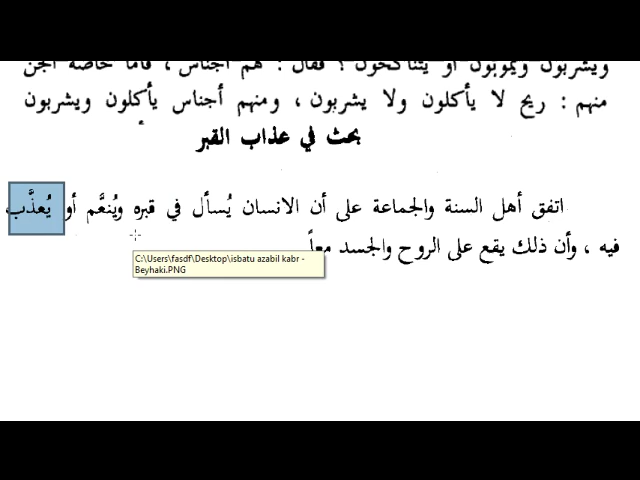 ويشربون ويموتون أو يتناكحون ؟ فقال : هم أجناس ، فأما خاصة الجن
منهم : ريح لا يأكلون ولا يشربون ، ومنهم أجناس يأكلون ويشربون
بحث في عذاب القبر
اتفق أهل السنة والجماعة على أن الانسان يُسأل في قبره ويُنعَّم أو يُعذَّب
فيه ، وأن ذلك يقع على الروح والجسد معاً
C:\Users\fasdf\Desktop\isbatu azabil kabr -
Beyhaki.PNG